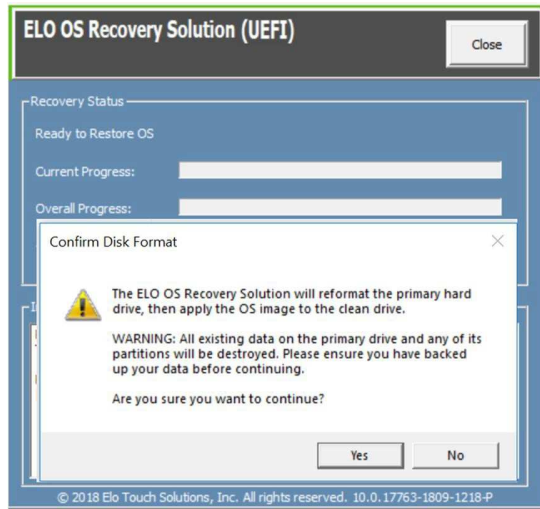 ELO OS Recovery Solution (UEFI)
Close
Recovery Status
Ready to Restore OS
Current Progress:
Overall Progress:
Confirm Disk Format
The ELO OS Recovery Solution will reformat the primary hard
drive, then apply the OS image to the clean drive.
WARNING: All existing data on the primary drive and any of its
partitions will be destroyed. Please ensure you have backed
up your data before continuing.
Are you sure you want to continue?
Yes
No
© 2018 Elo Touch Solutions, Inc. All rights reserved. 10.0.17763-1809-1218-P